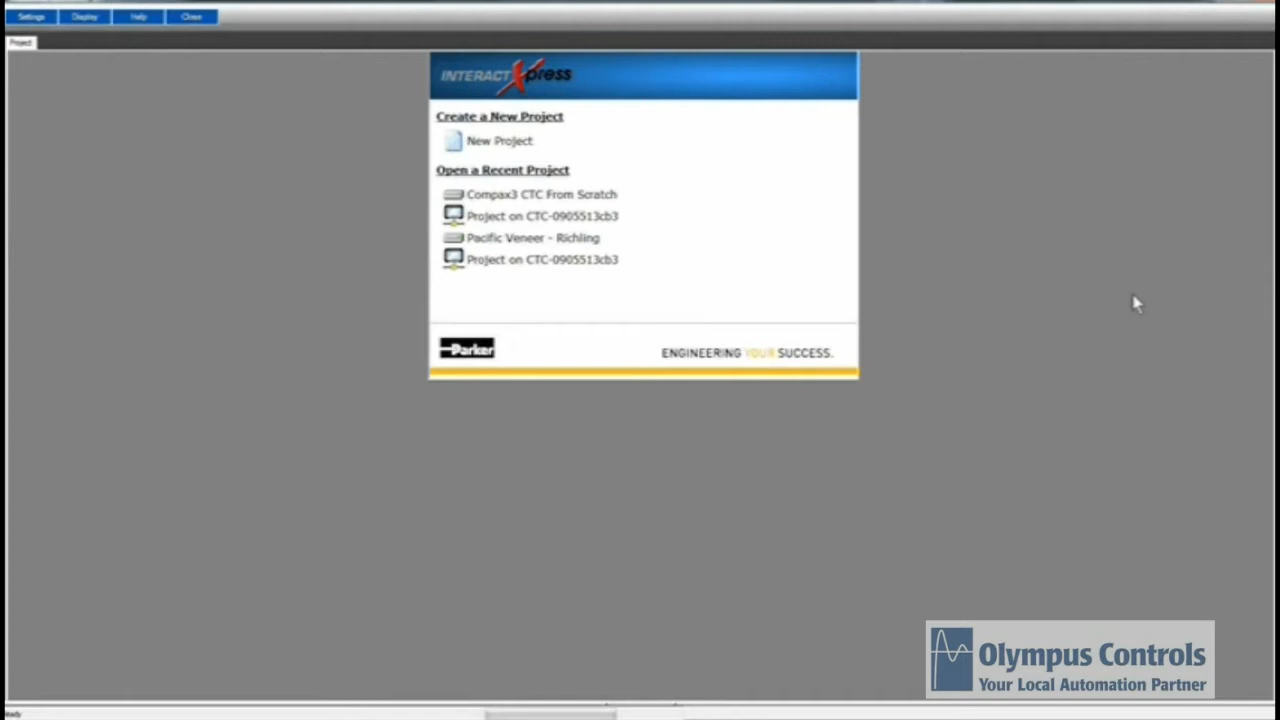 Settings Display Help Close
Project
INTERACTXpress
Create a New Project
New Project
Open a Recent Project
Compax3 CTC From Scratch
Project on CTC-0905513cb3
Pacific Veneer - Richling
Project on CTC-0905513cb3
Parker
ENGINEERING YOUR SUCCESS.
Olympus Controls
Your Local Automation Partner
Ready